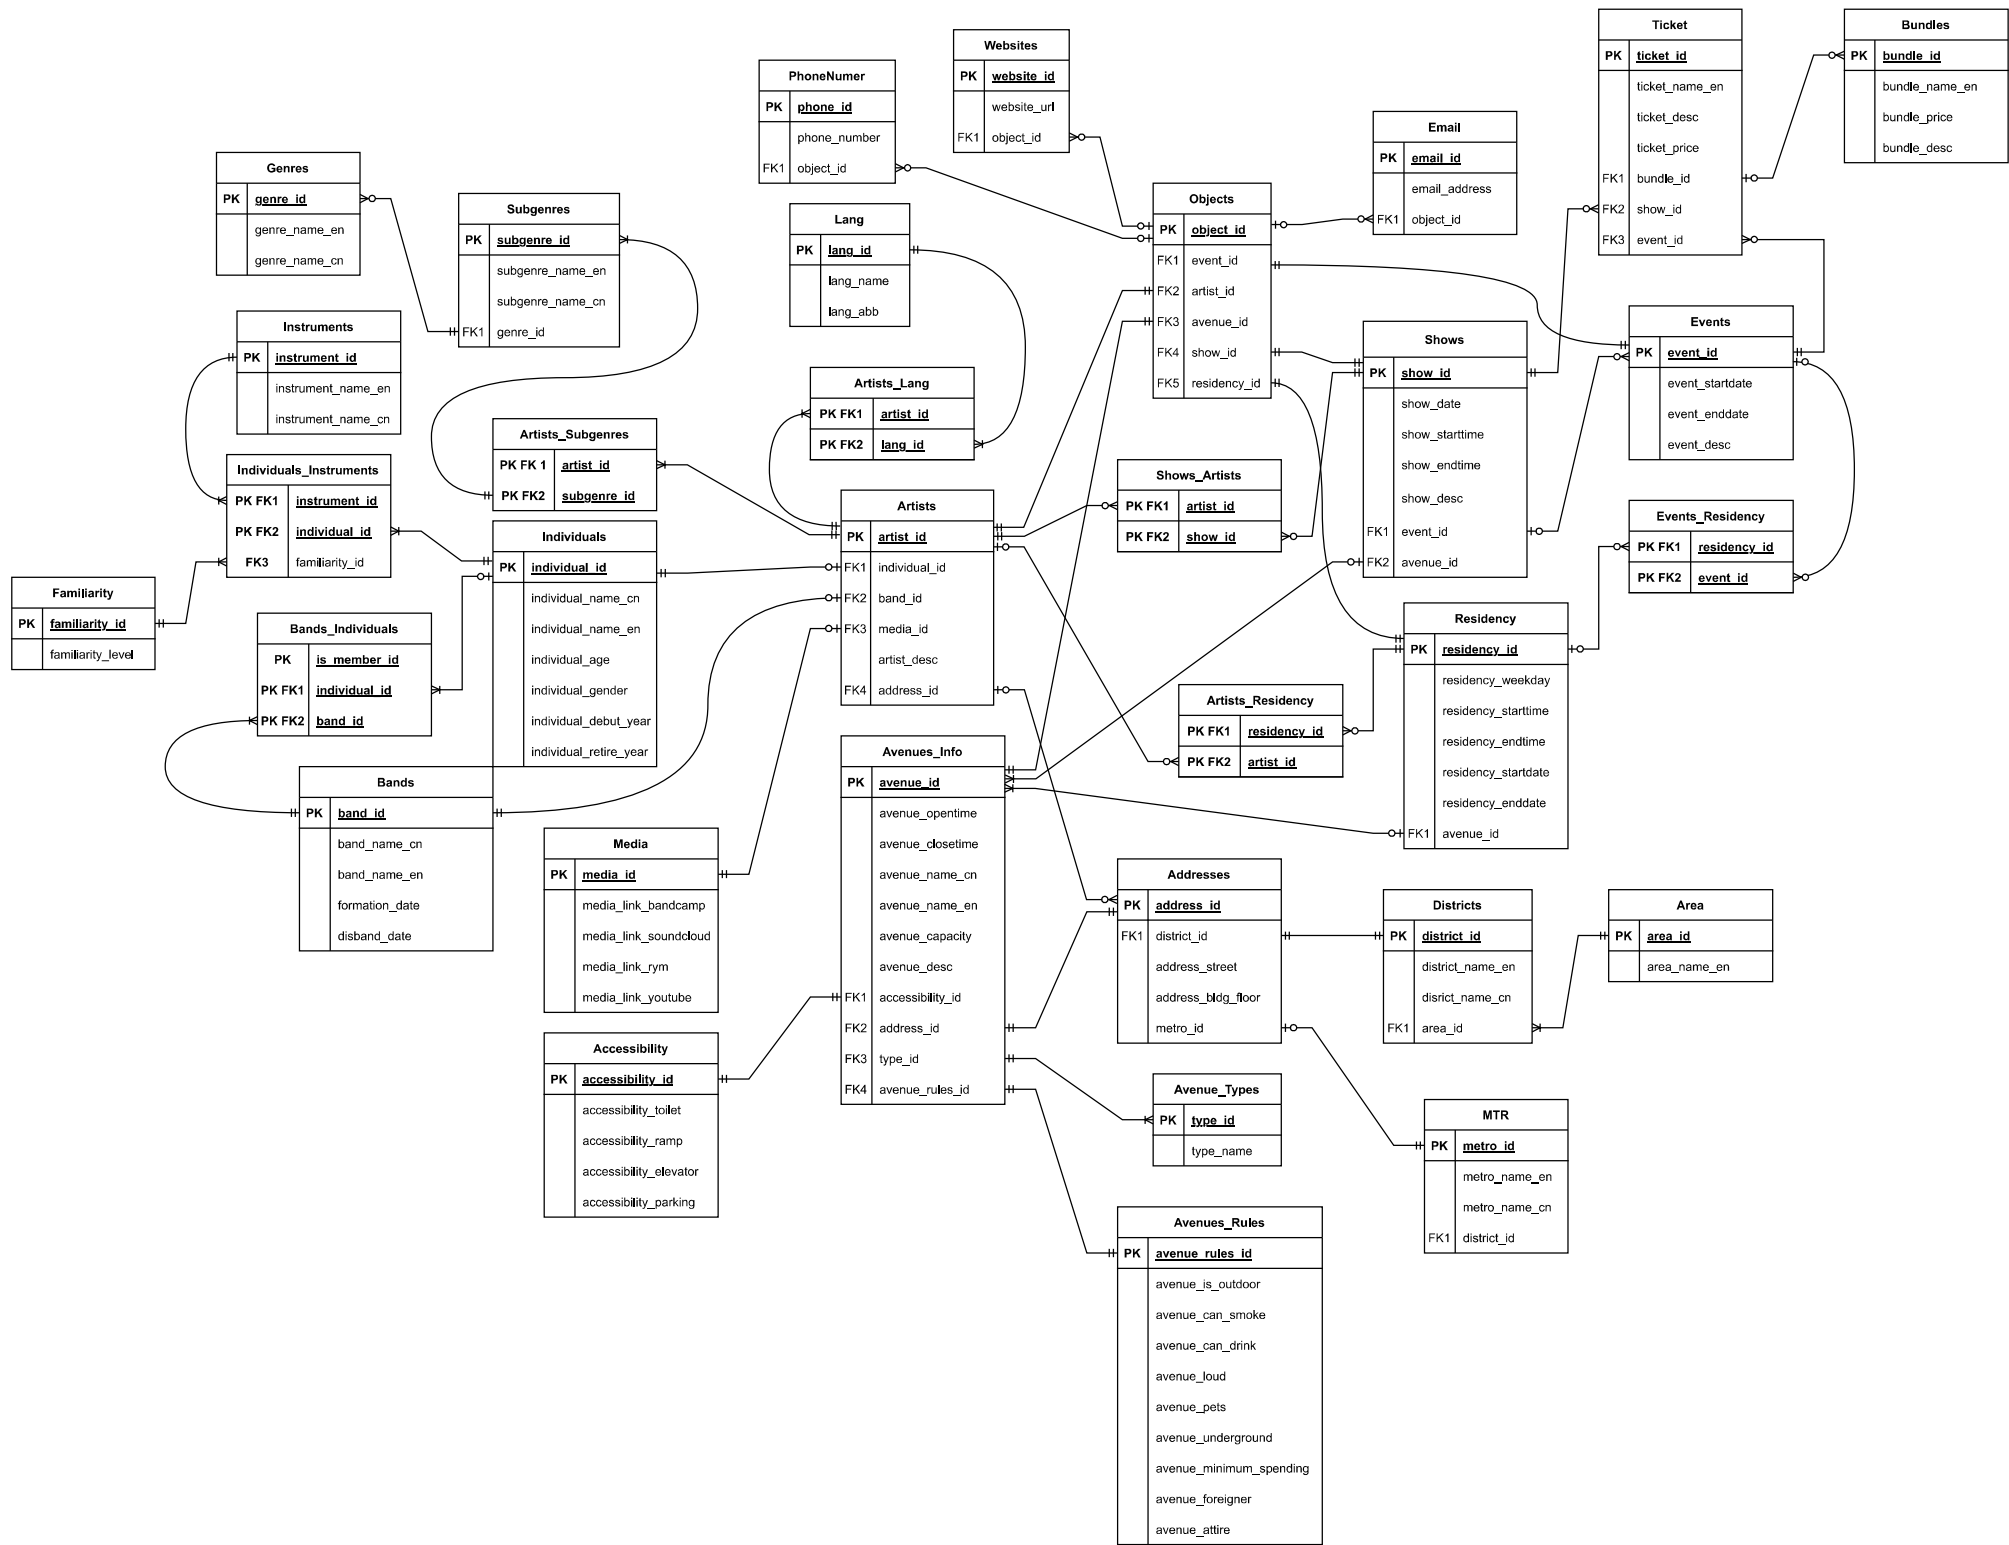 Ticket
PK ticket_id
ticket_name_en
ticket_desc
ticket_price
FK1 bundle_id
FK2 show_id
FK3 event_id
Bundles
PK bundle_id
bundle_name_en
bundle_price
bundle_desc
Websites
PK website_id
website_url
FK1 object_id
PhoneNumer
PK phone_id
phone_number
FK1 object_id
Email
PK email_id
email_address
FK1 object_id
Genres
PK genre_id
genre_name_en
genre_name_cn
Subgenres
PK subgenre_id
subgenre_name_en
subgenre_name_cn
FK1 genre_id
Lang
PK lang_id
lang_name
lang_abb
Objects
PK object_id
FK1 event_id
FK2 artist_id
FK3 avenue_id
FK4 show_id
FK5 residency_id
Instruments
PK instrument_id
instrument_name_en
instrument_name_cn
Shows
PK show_id
show_date
show_starttime
show_endtime
show_desc
FK1 event_id
FK2 avenue_id
Events
PK event_id
event_startdate
event_enddate
event_desc
Artists_Lang
PK FK1 artist_id
PK FK2 lang_id
Artists_Subgenres
PK FK 1 artist_id
PK FK2 subgenre_id
Individuals_Instruments
PK FK1 instrument_id
PK FK2 individual_id
FK3 familiarity_id
Shows_Artists
PK FK1 artist_id
PK FK2 show_id
Artists
PK artist_id
FK1 individual_id
FK2 band_id
FK3 media_id
artist_desc
FK4 address_id
Events_Residency
PK FK1 residency_id
PK FK2 event_id
Individuals
PK individual_id
individual_name_cn
individual_name_en
individual_age
individual_gender
individual_debut_year
individual_retire_year
Familiarity
PK familiarity_id
familiarity_level
Bands_Individuals
PK is_member_id
PK FK1 individual_id
PK FK2 band_id
Residency
PK residency_id
residency_weekday
residency_starttime
residency_endtime
residency_startdate
residency_enddate
FK1 avenue_id
Artists_Residency
PK FK1 residency_id
PK FK2 artist_id
Avenues_Info
PK avenue_id
avenue_opentime
avenue_closetime
avenue_name_cn
avenue_name_en
avenue_capacity
avenue_desc
FK1 accessibility_id
FK2 address_id
FK3 type_id
FK4 avenue_rules_id
Bands
PK band_id
band_name_cn
band_name_en
formation_date
disband_date
Media
PK media_id
media_link_bandcamp
media_link_soundcloud
media_link_rym
media_link_youtube
Addresses
PK address_id
FK1 district_id
address_street
address_bldg_floor
metro_id
Districts
PK district_id
district_name_en
disrict_name_cn
FK1 area_id
Area
PK area_id
area_name_en
Accessibility
PK accessibility_id
accessibility_toilet
accessibility_ramp
accessibility_elevator
accessibility_parking
Avenue_Types
PK type_id
type_name
MTR
PK metro_id
metro_name_en
metro_name_cn
FK1 district_id
Avenues_Rules
PK avenue_rules_id
avenue_is_outdoor
avenue_can_smoke
avenue_can_drink
avenue_loud
avenue_pets
avenue_underground
avenue_minimum_spending
avenue_foreigner
avenue_attire